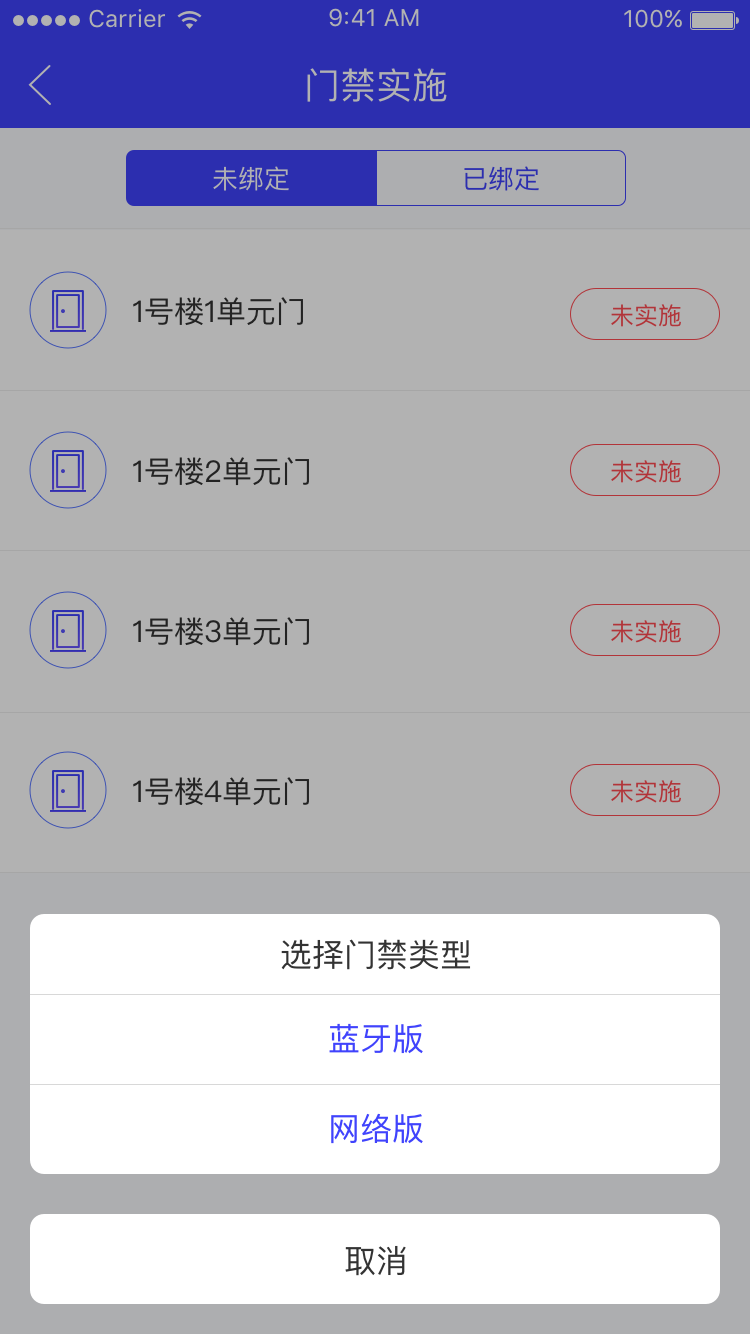 Carrier 9:41 AM 100%
门禁实施
未绑定 已绑定
1号楼1单元门 未实施
1号楼2单元门 未实施
1号楼3单元门 未实施
1号楼4单元门 未实施
选择门禁类型
蓝牙版
网络版
取消